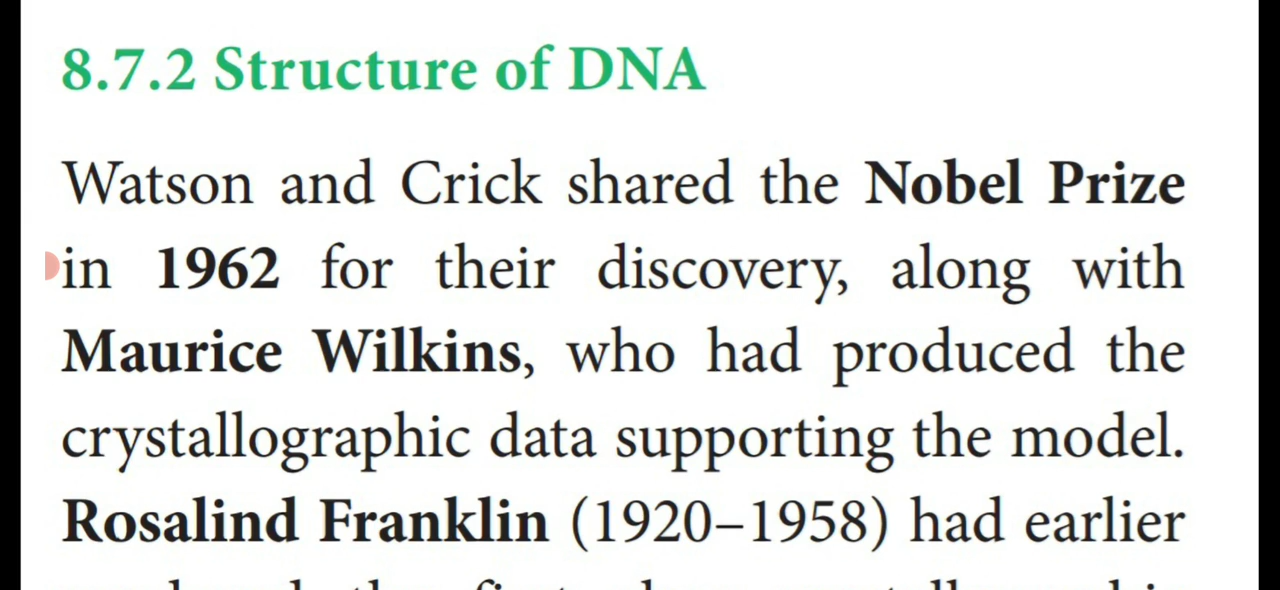 8.7.2 Structure of DNA
Watson and Crick shared the Nobel Prize
in 1962 for their discovery, along with
Maurice Wilkins, who had produced the
crystallographic data supporting the model.
Rosalind Franklin (1920–1958) had earlier